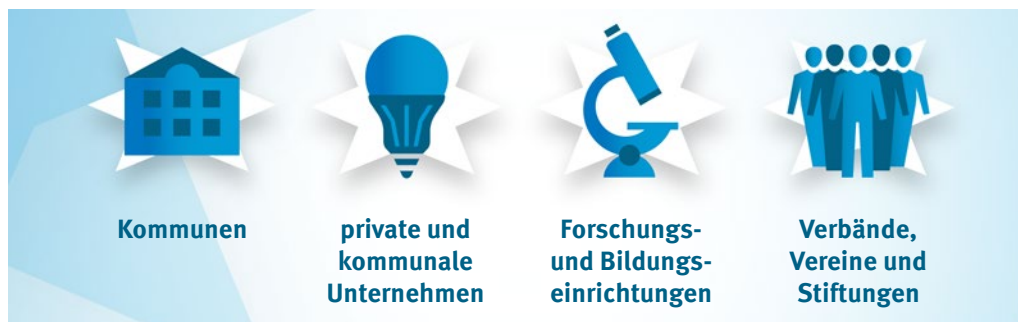 Kommunen
private und
kommunale
Unternehmen
Forschungs-
und Bildungs-
einrichtungen
Verbände,
Vereine und
Stiftungen